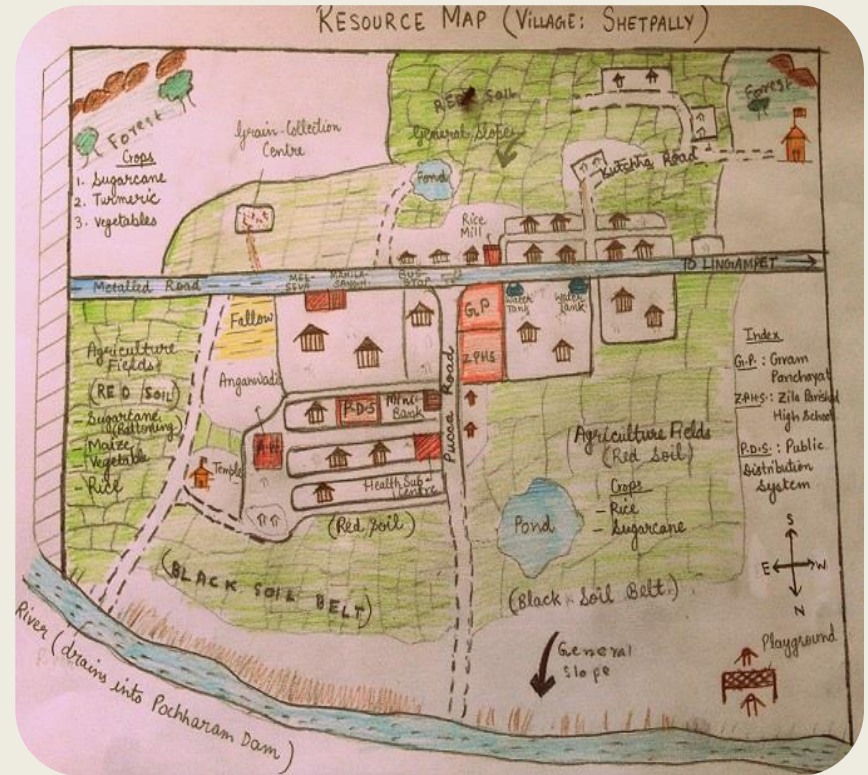 RESOURCE MAP (VILLAGE: SHETPALLY)
Forest
Crops
1. Sugarcane
2. Turmeric
3. Vegetables
Grain-Collection
Centre
RED SOIL
General Slope
Forest
Kutchha Road
Pond
Rice
Mill
Metalled Road
MEE-
SEVA
MAHILA-
SANGH
BUS-
STOP
TO LINGAMPET
Fallow
G.P
Water
Tank
Water
Tank
ZPHS
Pucca Road
Agriculture
Fields
(RED SOIL)
- Sugarcane
(Rattoning)
- Maize
- Vegetable
- Rice
Anganwadi
P.D.S
Mini
Bank
Temple
Health Sub-
Centre
(Red Soil)
(BLACK SOIL BELT)
Agriculture Fields
(Red Soil)
Crops
- Rice
- Sugarcane
Pond
(Black Soil Belt)
Index
G.P. : Gram
Panchayat
Z.P.H.S. : Zila Parishad
High School
P.D.S. : Public
Distribution
System
S
E W
N
General
Slope
Playground
River (drains into Pochharam Dam)